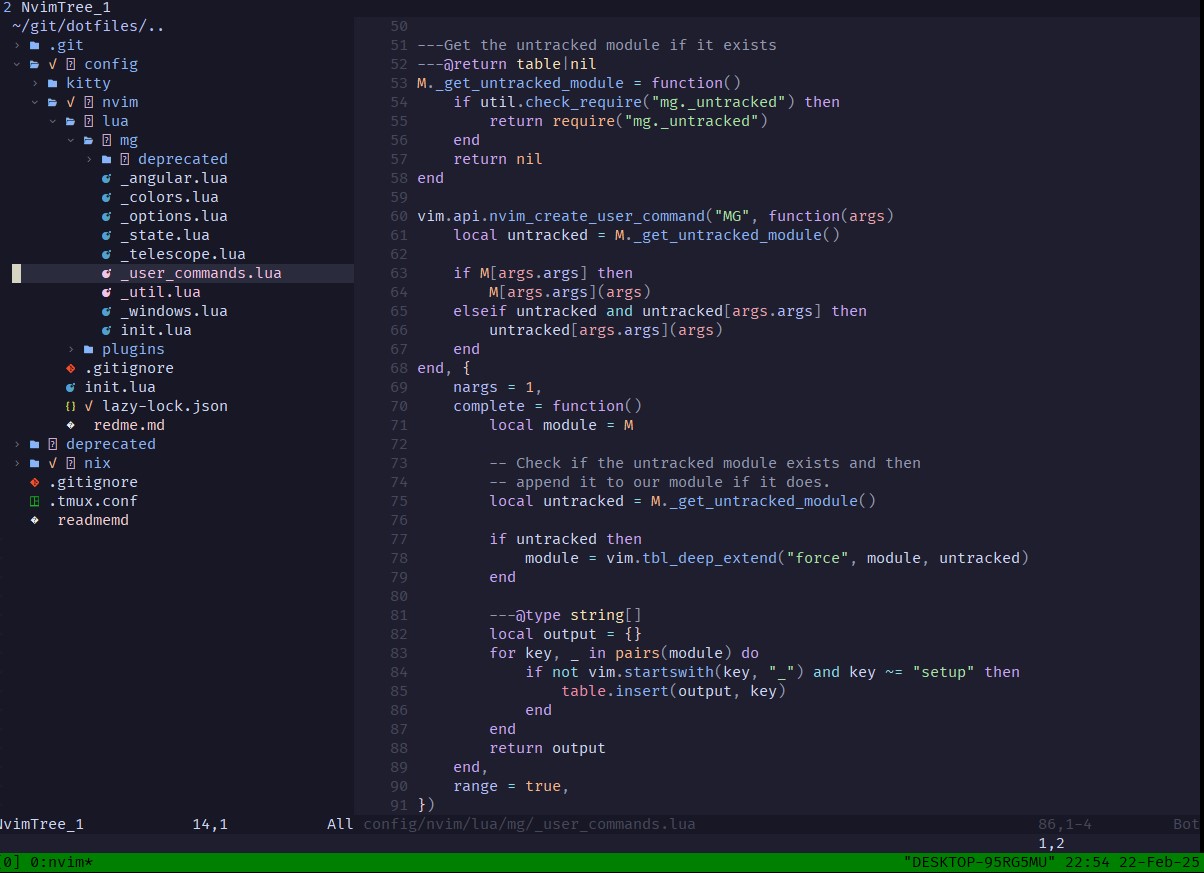 2 NvimTree_1
~/git/dotfiles/..
.git
√ config
kitty
√ nvim
lua
mg
deprecated
_angular.lua
_colors.lua
_options.lua
_state.lua
_telescope.lua
_user_commands.lua
_util.lua
_windows.lua
init.lua
plugins
.gitignore
init.lua
{} √ lazy-lock.json
redme.md
deprecated
√ nix
.gitignore
.tmux.conf
readmemd
50
51 ---Get the untracked module if it exists
52 ---@return table|nil
53 M._get_untracked_module = function()
54     if util.check_require("mg._untracked") then
55         return require("mg._untracked")
56     end
57     return nil
58 end
59
60 vim.api.nvim_create_user_command("MG", function(args)
61     local untracked = M._get_untracked_module()
62
63     if M[args.args] then
64         M[args.args](args)
65     elseif untracked and untracked[args.args] then
66         untracked[args.args](args)
67     end
68 end, {
69     nargs = 1,
70     complete = function()
71         local module = M
72
73         -- Check if the untracked module exists and then
74         -- append it to our module if it does.
75         local untracked = M._get_untracked_module()
76
77         if untracked then
78             module = vim.tbl_deep_extend("force", module, untracked)
79         end
80
81         ---@type string[]
82         local output = {}
83         for key, _ in pairs(module) do
84             if not vim.startswith(key, "_") and key ~= "setup" then
85                 table.insert(output, key)
86             end
87         end
88         return output
89     end,
90     range = true,
91 })
NvimTree_1 14,1 All config/nvim/lua/mg/_user_commands.lua 86,1-4 Bot
1,2
[0] 0:nvim* "DESKTOP-95RG5MU" 22:54 22-Feb-25